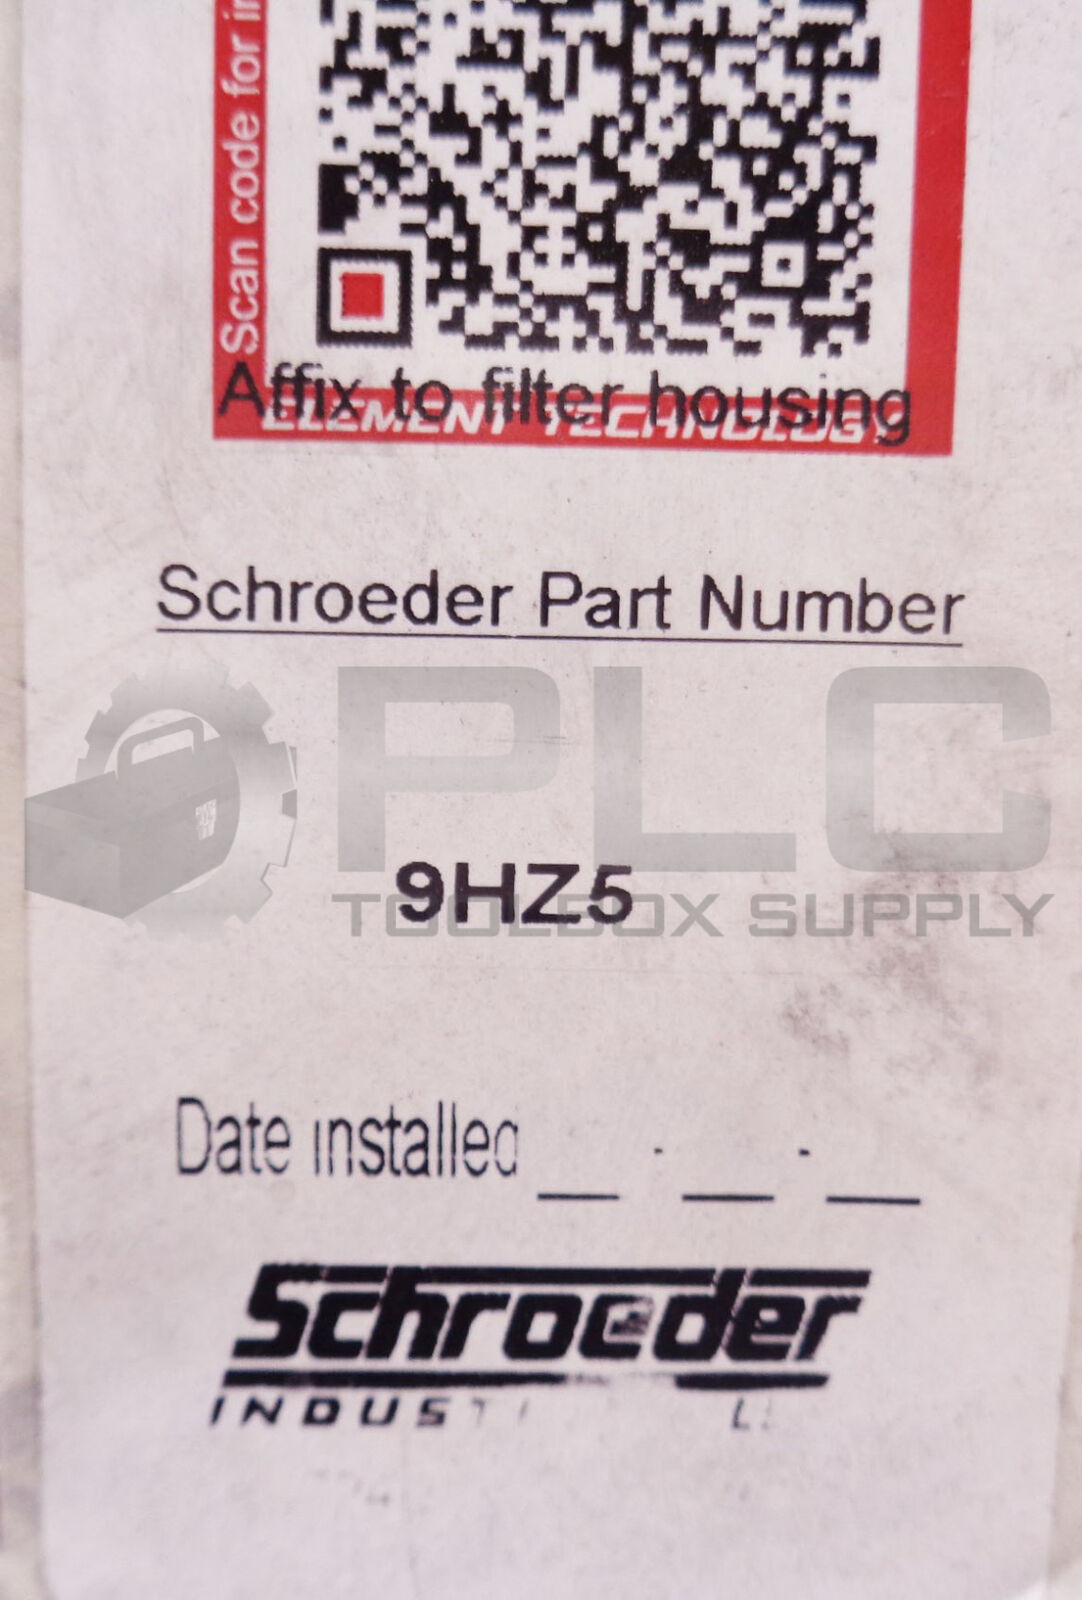 Scan code for
Affix to filter housing
ELEMENT TECHNOLOGY
Schroeder Part Number
PLC
9HZ5
TOOLBOX SUPPLY
Date installed _ - _ - _
Schroeder